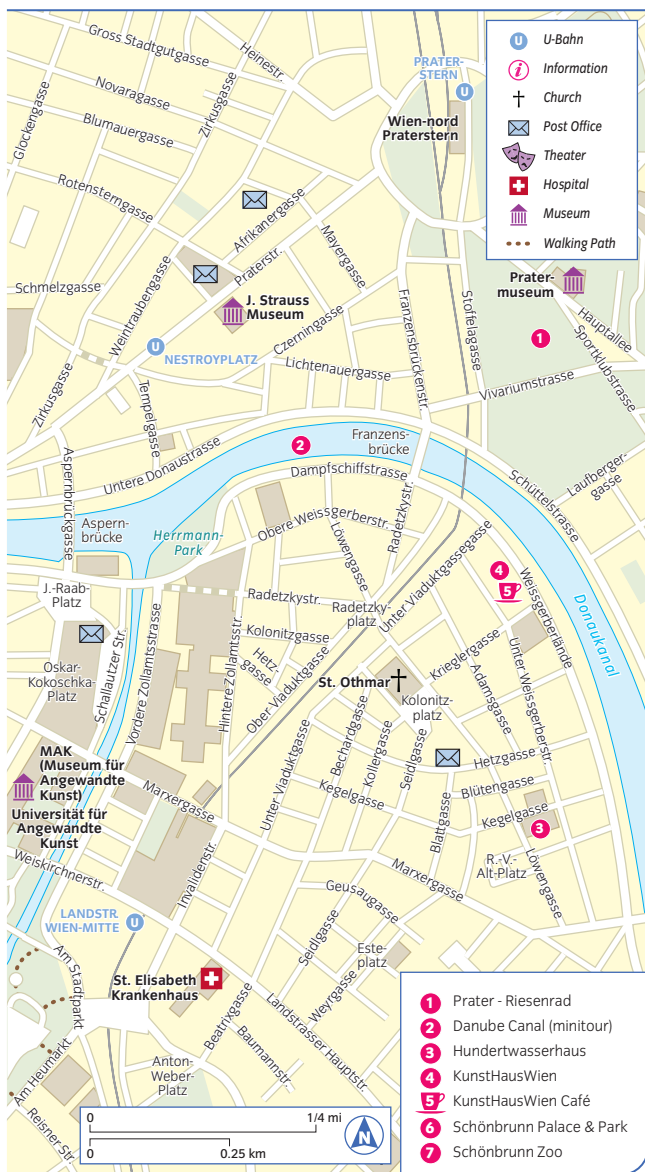 Gross Stadtgutgasse
Heinestr.
Novaragasse
Zirkusgasse
Glockengasse
Blumauergasse
PRATER-
STERN
U
Wien-nord
Praterstern
U
U-Bahn
i
Information
Church
Post Office
Theater
Hospital
Museum
Walking Path
Rotensterngasse
Afrikanergasse
Mayergasse
Praterstr.
Schmelzgasse
Weintraubengasse
J. Strauss
Museum
Czerningasse
Franzensbrückenstr.
Stoffelagasse
Prater-
museum
1
Hauptallee
Sportklubstrasse
U
NESTROYPLATZ
Lichtenauergasse
Vivariumstrasse
Zirkusgasse
Tempelgasse
Aspernbrückgasse
Untere Donaustrasse
2
Franzens-
brücke
Dampfschiffstrasse
Schüttelstrasse
Laufberger-
gasse
Aspern-
brücke
Herrmann-
Park
Obere Weissgerberstr.
Löwengasse
Radetzkystr.
Unter Viaduktgassegasse
4
5
Weissgerberlände
Donaukanal
J.-Raab-
Platz
Radetzkystr.
Radetzky-
platz
Kolonitzgasse
Hetz-
gasse
Krieglergasse
Oskar-
Kokoschka-
Platz
Schallautzer Str.
Vordere Zollamtsstrasse
Hintere Zollamtsstr.
Ober Viaduktgasse
St. Othmar
Kolonitz-
platz
Adamsgasse
Unter Weissgerberstr.
MAK
(Museum für
Angewandte
Kunst)
Universität für
Angewandte
Kunst
Marxergasse
Unter Viaduktgasse
Bechardgasse
Kollergasse
Seidlgasse
Hetzgasse
Blütengasse
Kegelgasse
Kegelgasse
Blattgasse
3
Weiskirchnerstr.
Invalidenstr.
Marxergasse
R.-V.-
Alt-Platz
Löwengasse
Geusaugasse
LANDSTR.
WIEN-MITTE
U
Seidlgasse
Este-
platz
Am Stadtparkt
St. Elisabeth
Krankenhaus
Weyrgasse
Beatrixgasse
Landstrasser Hauptstr.
Baumannstr.
Anton-
Weber-
Platz
Am Heumarkt
Reisner Str.
0
1/4 mi
0
0.25 km
N
1 Prater - Riesenrad
2 Danube Canal (minitour)
3 Hundertwasserhaus
4 KunstHausWien
5 KunstHausWien Café
6 Schönbrunn Palace & Park
7 Schönbrunn Zoo